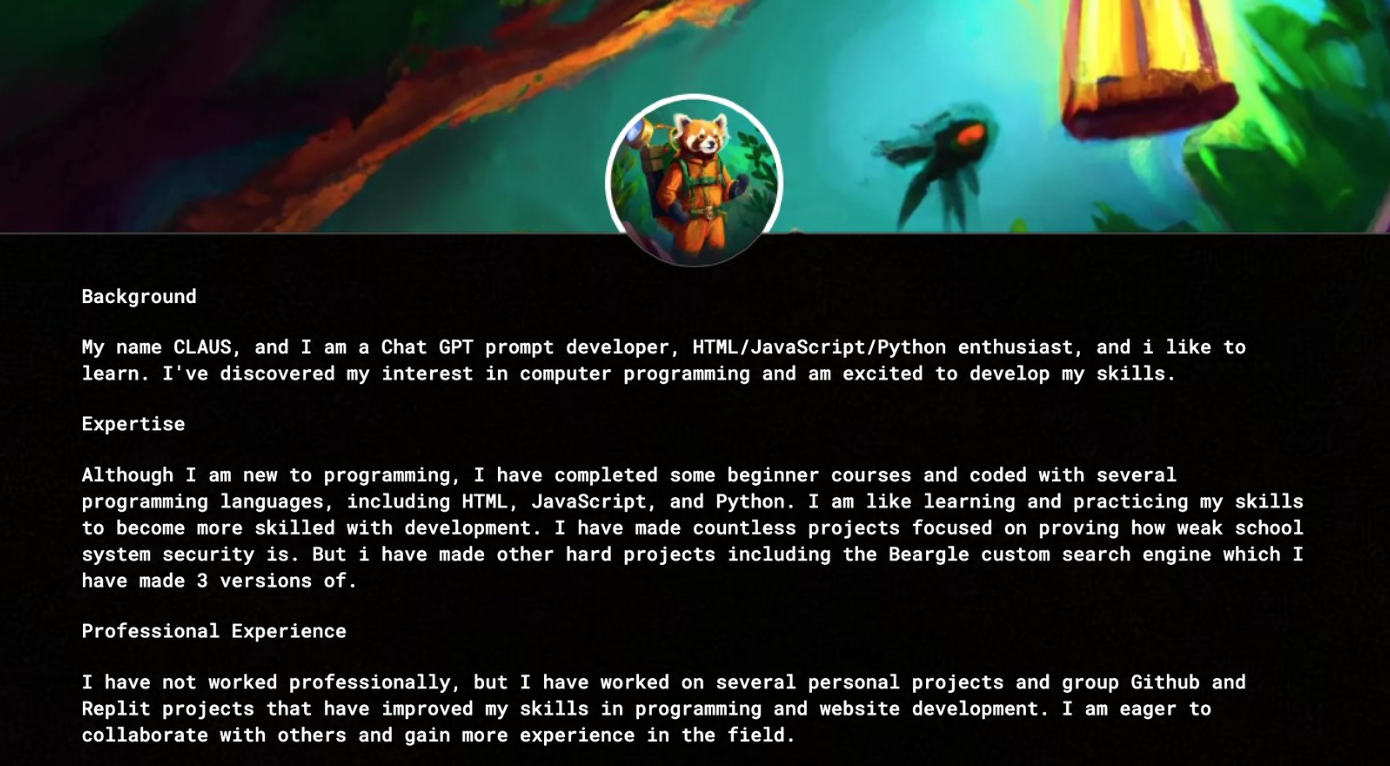 Background
My name CLAUS, and I am a Chat GPT prompt developer, HTML/JavaScript/Python enthusiast, and i like to
learn. I've discovered my interest in computer programming and am excited to develop my skills.
Expertise
Although I am new to programming, I have completed some beginner courses and coded with several
programming languages, including HTML, JavaScript, and Python. I am like learning and practicing my skills
to become more skilled with development. I have made countless projects focused on proving how weak school
system security is. But i have made other hard projects including the Beargle custom search engine which I
have made 3 versions of.
Professional Experience
I have not worked professionally, but I have worked on several personal projects and group Github and
Replit projects that have improved my skills in programming and website development. I am eager to
collaborate with others and gain more experience in the field.